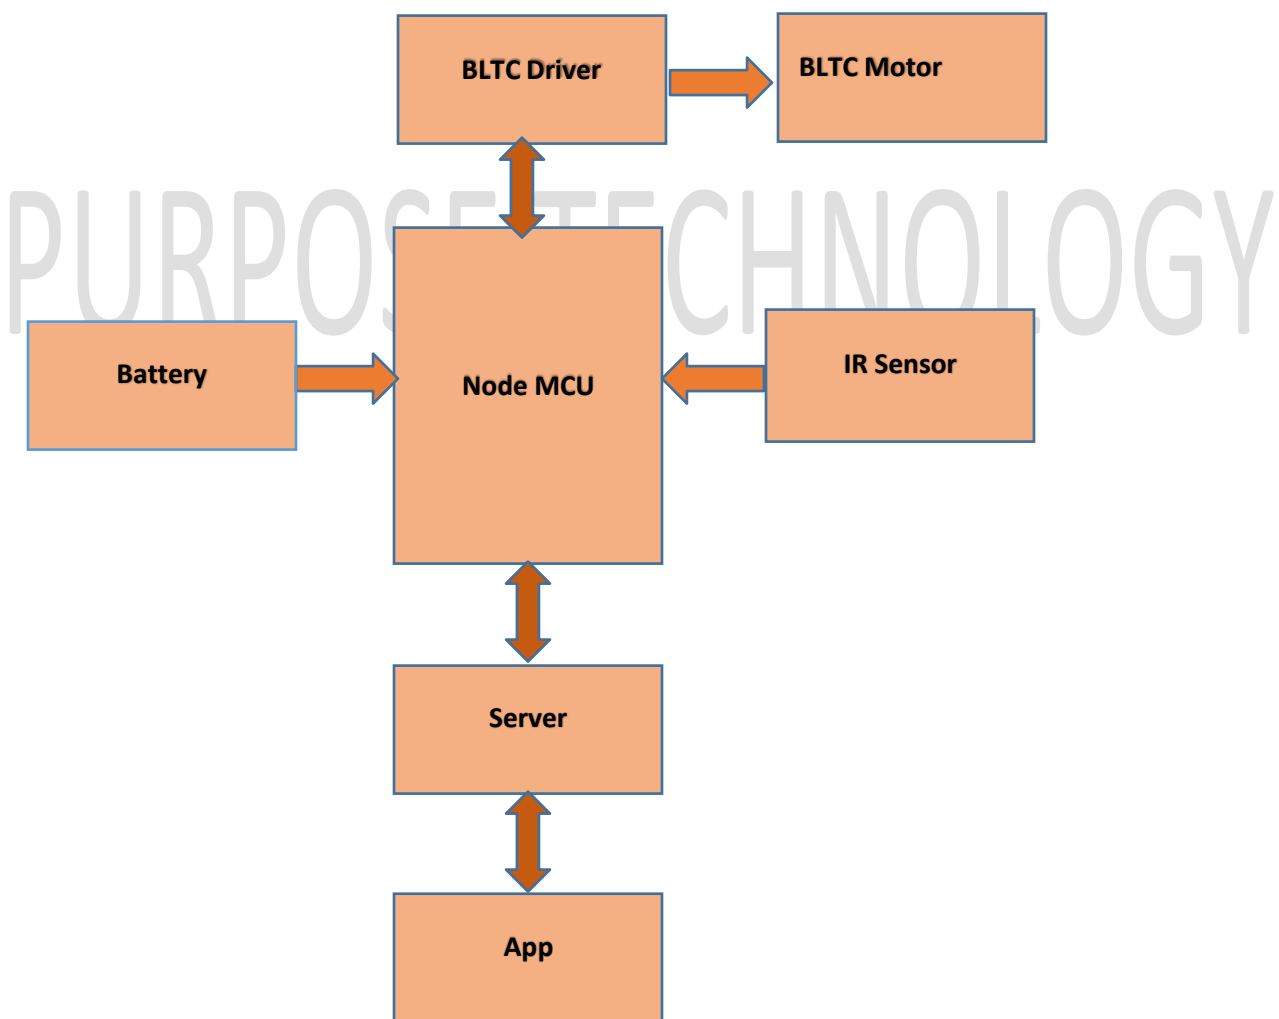 BLTC Driver
BLTC Motor
PURPOSE TECHNOLOGY
Battery
Node MCU
IR Sensor
Server
App